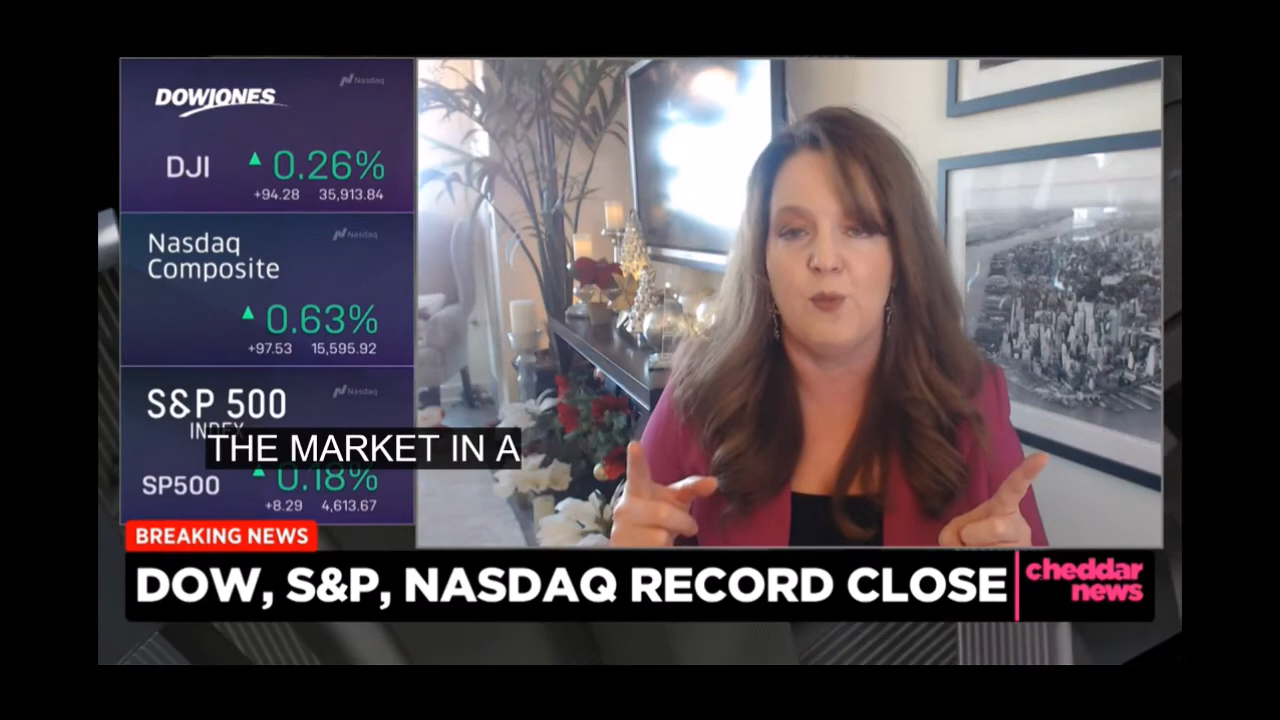 Nasdaq
DOWJONES
DJI
▲ 0.26%
+94.28 35,913.84
Nasdaq
Nasdaq
Composite
▲ 0.63%
+97.53 15,595.92
Nasdaq
S&P 500
INDEX
THE MARKET IN A
SP500
▲ 0.18%
+8.29 4,613.67
BREAKING NEWS
DOW, S&P, NASDAQ RECORD CLOSE
cheddar
news